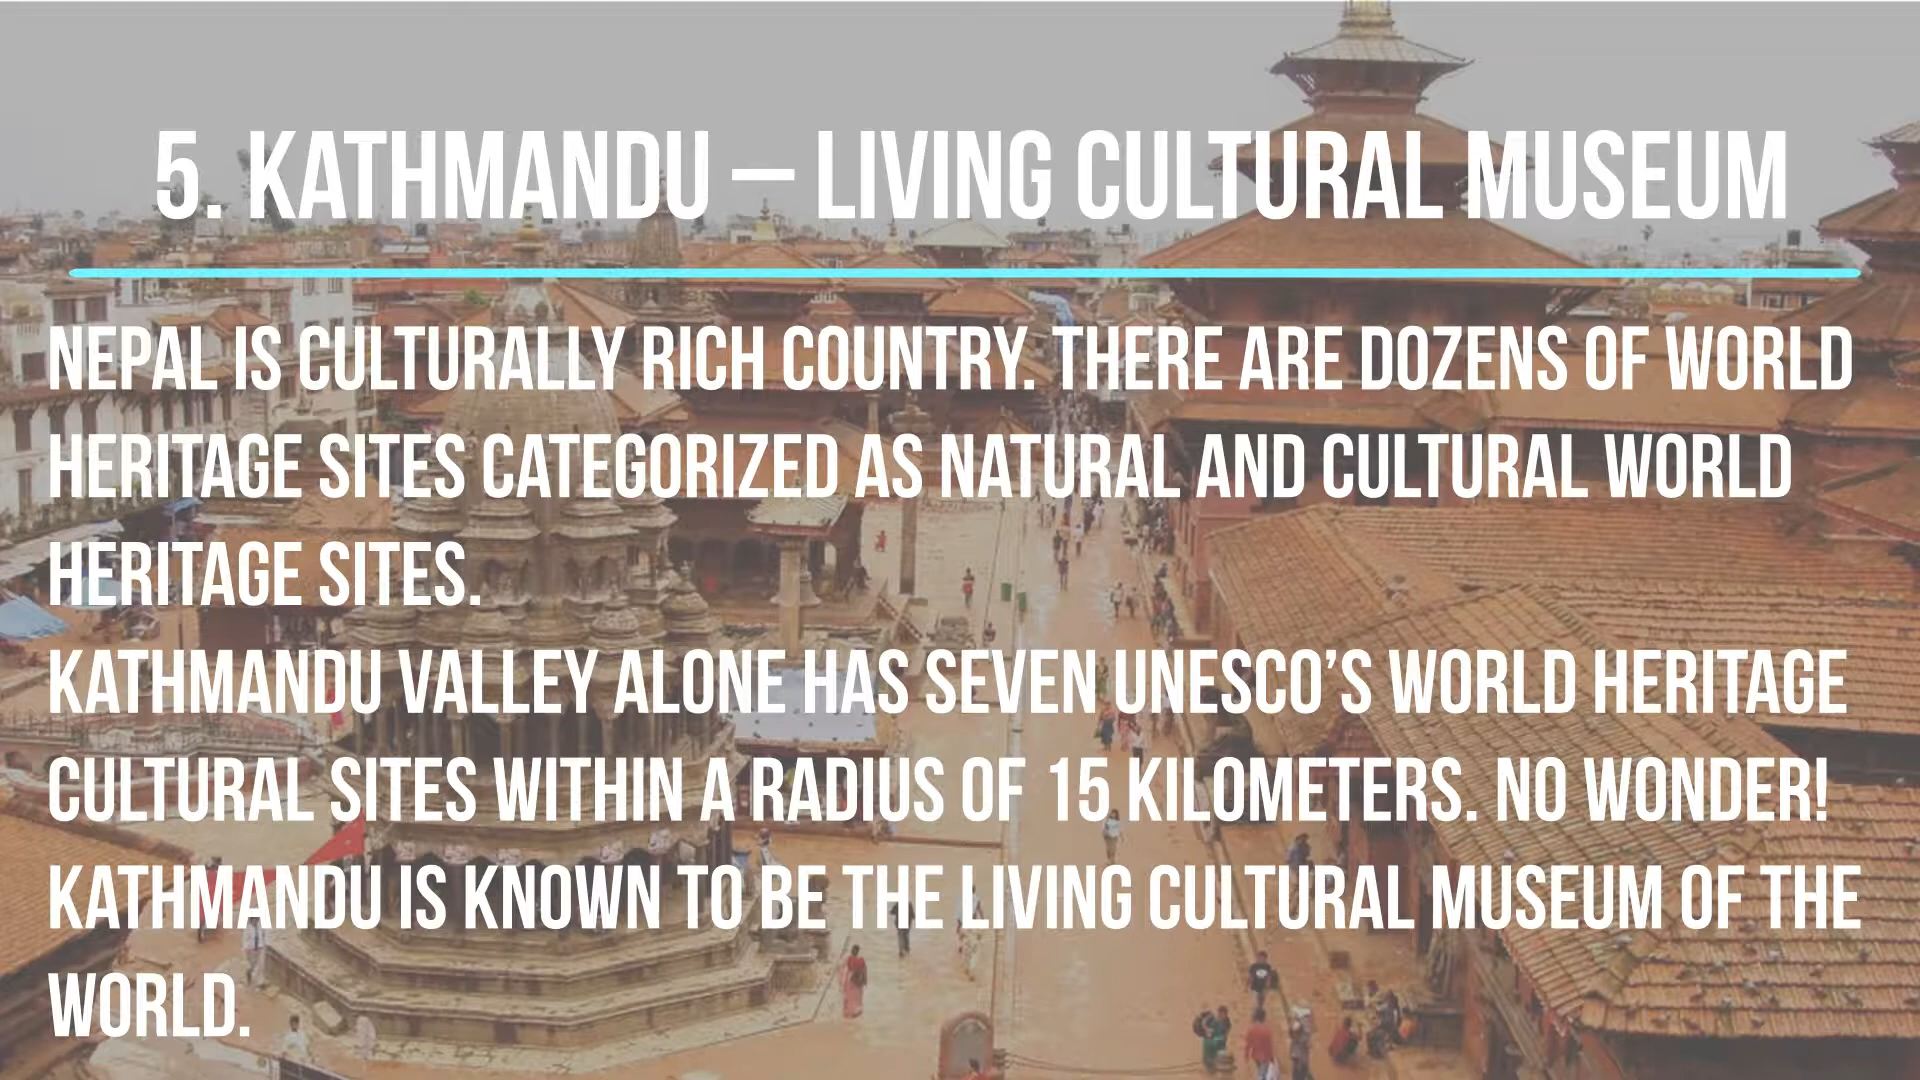 5. KATHMANDU – LIVING CULTURAL MUSEUM
NEPAL IS CULTURALLY RICH COUNTRY. THERE ARE DOZENS OF WORLD
HERITAGE SITES CATEGORIZED AS NATURAL AND CULTURAL WORLD
HERITAGE SITES.
KATHMANDU VALLEY ALONE HAS SEVEN UNESCO’S WORLD HERITAGE
CULTURAL SITES WITHIN A RADIUS OF 15 KILOMETERS. NO WONDER!
KATHMANDU IS KNOWN TO BE THE LIVING CULTURAL MUSEUM OF THE
WORLD.